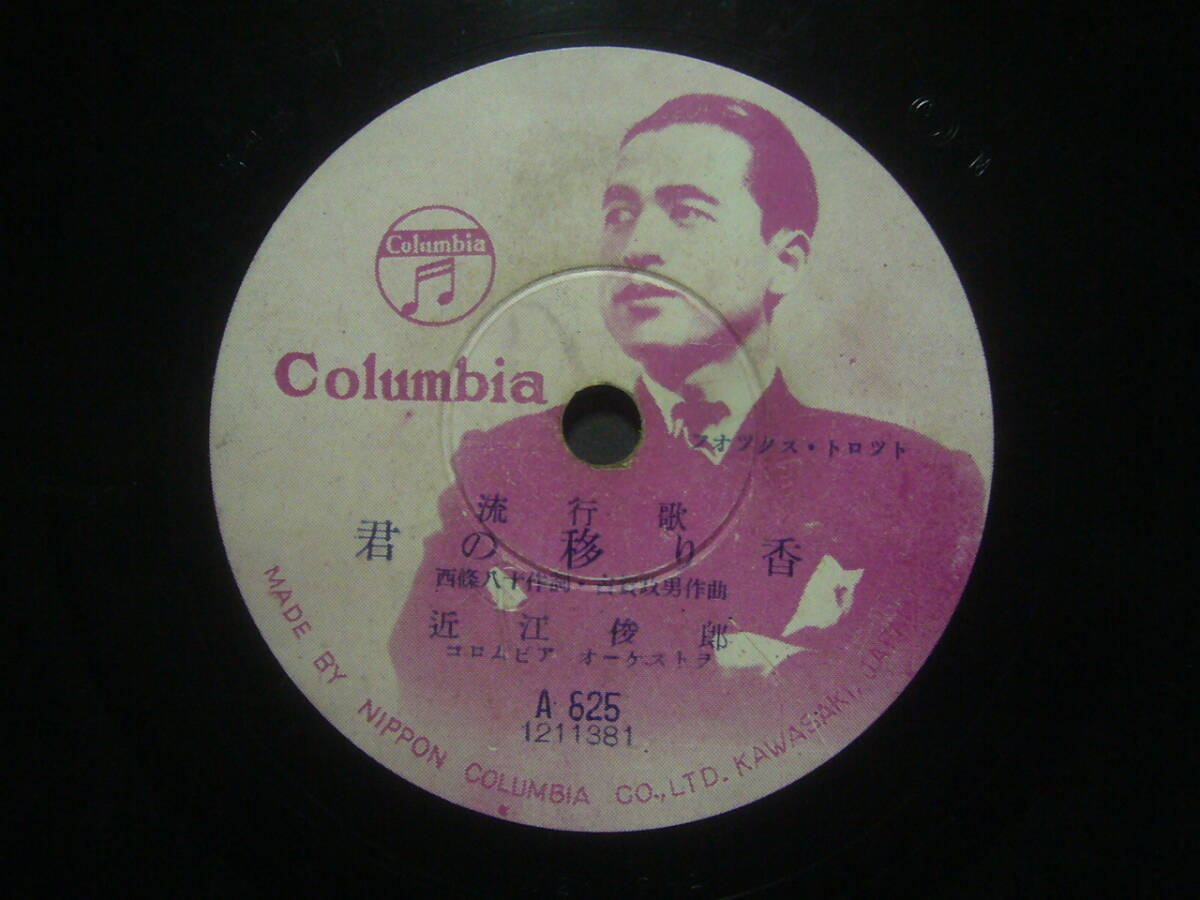 Columbia
Columbia
フオツクス・トロツト
流行歌
君の移り香
西條八十作詞・古賀政男作曲
近江俊郎
コロムビア オーケストラ
A 625
1211381
MADE BY NIPPON COLUMBIA CO., LTD. KAWASAKI, JAPAN